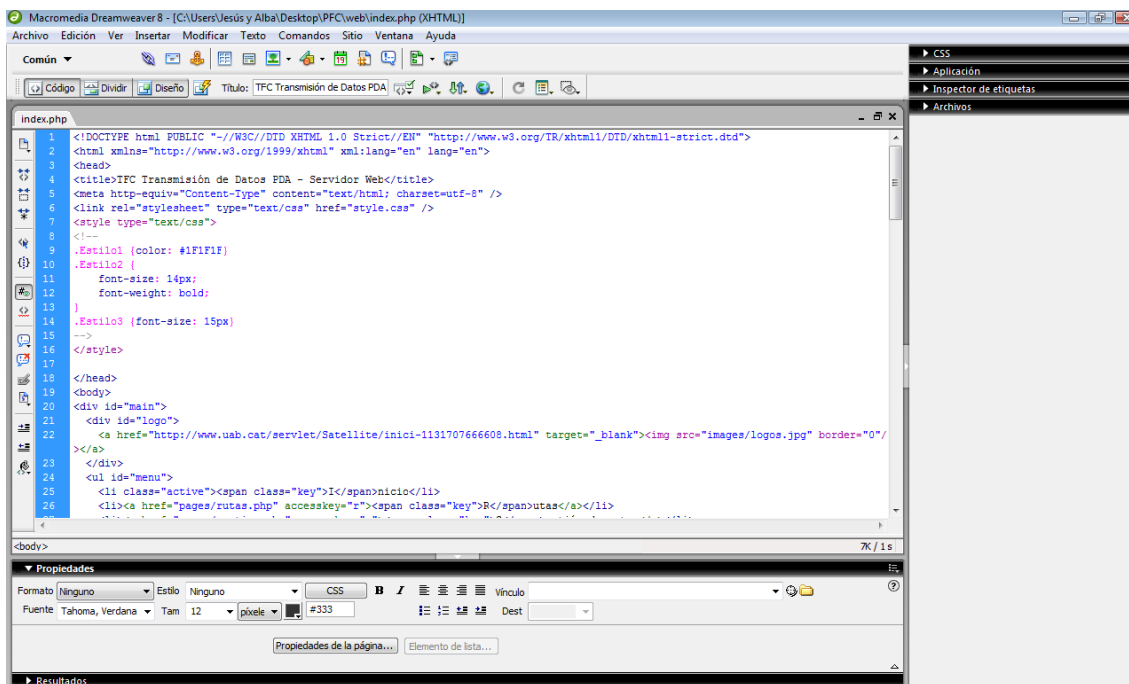 Macromedia Dreamweaver 8 - [C:\Users\Jesús y Alba\Desktop\PFC\web\index.php (XHTML)]
Archivo Edición Ver Insertar Modificar Texto Comandos Sitio Ventana Ayuda
Común
Código Dividir Diseño Título: TFC Transmisión de Datos PDA
CSS
Aplicación
Inspector de etiquetas
Archivos
index.php
1 <!DOCTYPE html PUBLIC "-//W3C//DTD XHTML 1.0 Strict//EN" "http://www.w3.org/TR/xhtml1/DTD/xhtml1-strict.dtd">
2 <html xmlns="http://www.w3.org/1999/xhtml" xml:lang="en" lang="en">
3 <head>
4 <title>TFC Transmisión de Datos PDA - Servidor Web</title>
5 <meta http-equiv="Content-Type" content="text/html; charset=utf-8" />
6 <link rel="stylesheet" type="text/css" href="style.css" />
7 <style type="text/css">
8 <!--
9 .Estilo1 {color: #1F1F1F}
10 .Estilo2 {
11 font-size: 14px;
12 font-weight: bold;
13 }
14 .Estilo3 {font-size: 15px}
15 -->
16 </style>
17
18 </head>
19 <body>
20 <div id="main">
21 <div id="logo">
22 <a href="http://www.uab.cat/servlet/Satellite/inici-1131707666608.html" target="_blank"><img src="images/logos.jpg" border="0"/
></a>
23 </div>
24 <ul id="menu">
25 <li class="active"><span class="key">I</span>nicio</li>
26 <li><a href="pages/rutas.php" accesskey="r"><span class="key">R</span>utas</a></li>
<body> 7K / 1 s
Propiedades
Formato Ninguno Estilo Ninguno CSS B I Vínculo
Fuente Tahoma, Verdana Tam 12 píxele #333 Dest
Propiedades de la página... Elemento de lista...
Resultados